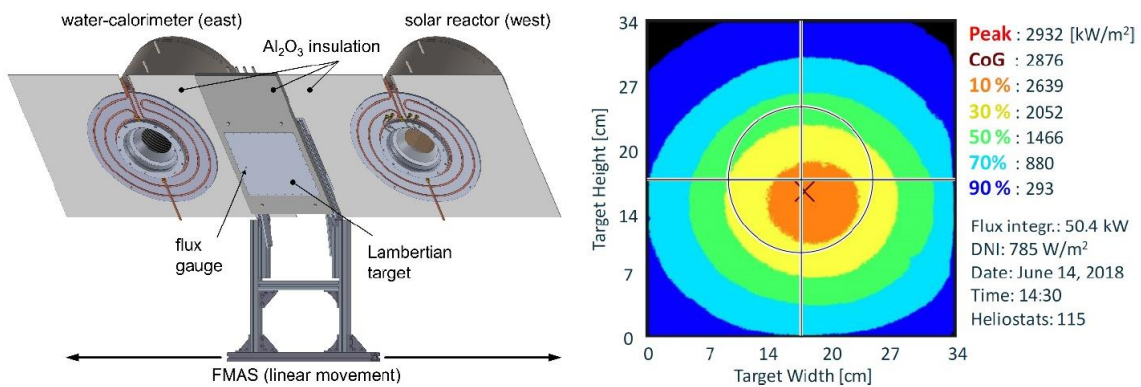 water-calorimeter (east)
solar reactor (west)
Al₂O₃ insulation
flux
gauge
Lambertian
target
FMAS (linear movement)
Target Height [cm]
34
27
20
14
7
0
0 7 14 20 27 34
Target Width [cm]
Peak : 2932 [kW/m²]
CoG : 2876
10 % : 2639
30 % : 2052
50 % : 1466
70% : 880
90 % : 293
Flux integr.: 50.4 kW
DNI: 785 W/m²
Date: June 14, 2018
Time: 14:30
Heliostats: 115